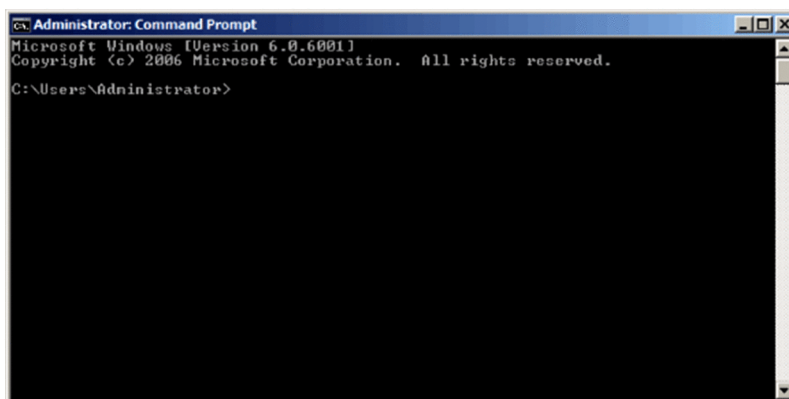 Administrator: Command Prompt
Microsoft Windows [Version 6.0.6001]
Copyright (c) 2006 Microsoft Corporation.  All rights reserved.
C:\Users\Administrator>